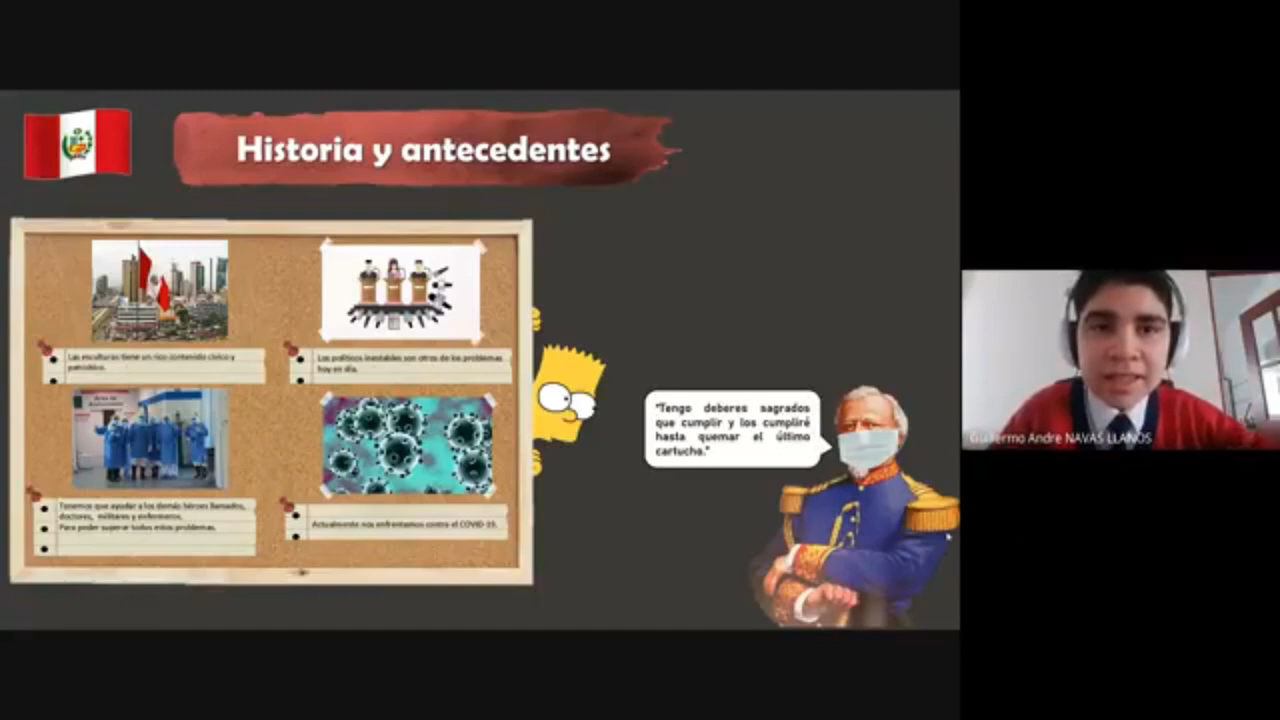 Historia y antecedentes
Las esculturas tiene un rico contenido cívico y
patriótico.
Los políticos inestables son otros de los problemas
hoy en día.
Tenemos que ayudar a los demás héroes llamados,
doctores, militares y enfermeros.
Para poder superar todos estos problemas.
Actualmente nos enfrentamos contra el COVID-19.
"Tengo deberes sagrados
que cumplir y los cumpliré
hasta quemar el último
cartucho."
Guillermo Andre NAVAS LLANOS